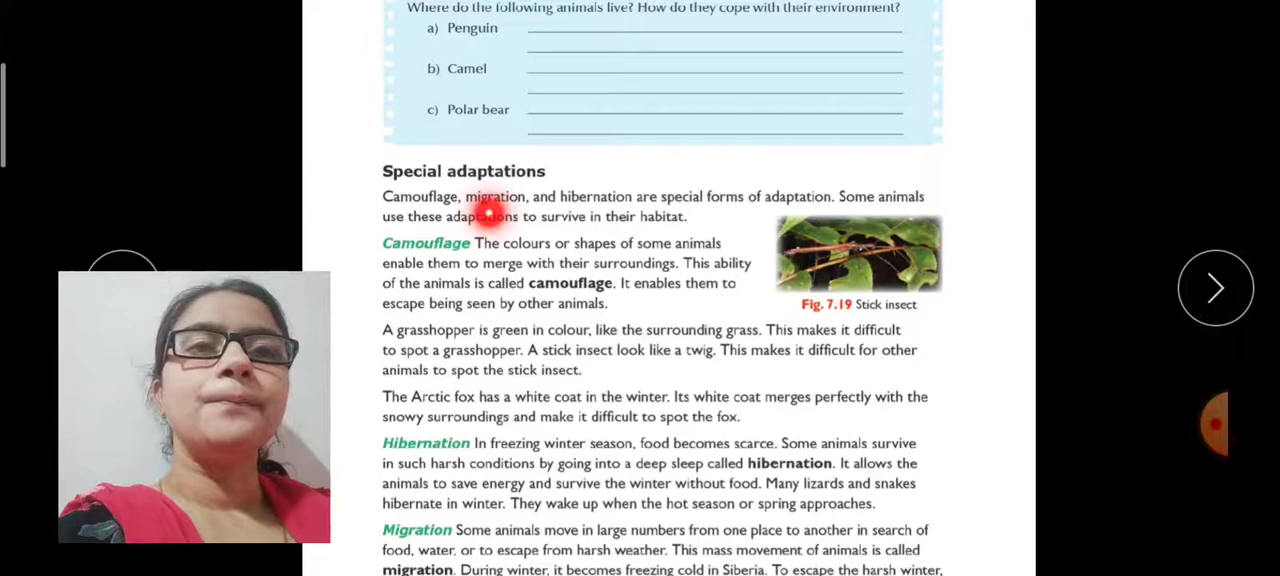 Where do the following animals live? How do they cope with their environment?
a) Penguin
b) Camel
c) Polar bear
Special adaptations
Camouflage, migration, and hibernation are special forms of adaptation. Some animals
use these adaptations to survive in their habitat.
Camouflage The colours or shapes of some animals
enable them to merge with their surroundings. This ability
of the animals is called camouflage. It enables them to
escape being seen by other animals.
Fig. 7.19 Stick insect
A grasshopper is green in colour, like the surrounding grass. This makes it difficult
to spot a grasshopper. A stick insect look like a twig. This makes it difficult for other
animals to spot the stick insect.
The Arctic fox has a white coat in the winter. Its white coat merges perfectly with the
snowy surroundings and make it difficult to spot the fox.
Hibernation In freezing winter season, food becomes scarce. Some animals survive
in such harsh conditions by going into a deep sleep called hibernation. It allows the
animals to save energy and survive the winter without food. Many lizards and snakes
hibernate in winter. They wake up when the hot season or spring approaches.
Migration Some animals move in large numbers from one place to another in search of
food, water, or to escape from harsh weather. This mass movement of animals is called
migration. During winter, it becomes freezing cold in Siberia. To escape the harsh winter,